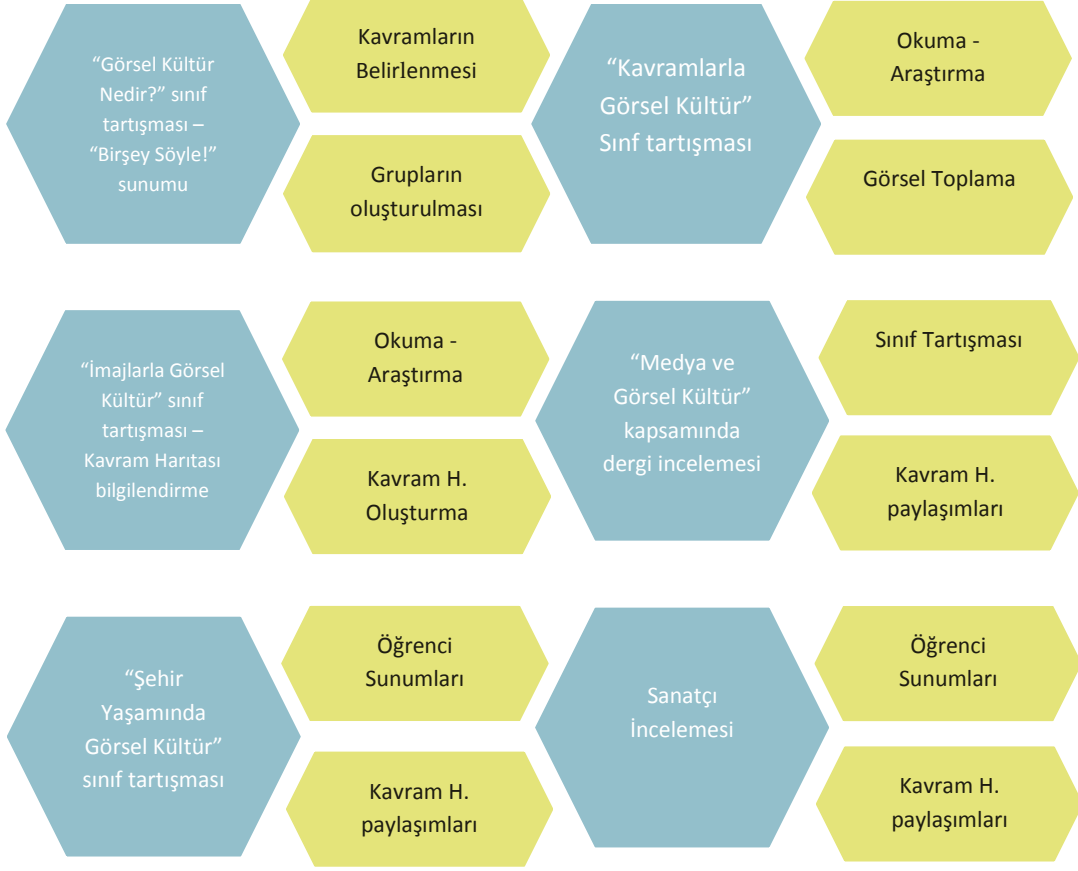 “Görsel Kültür
Nedir?” sınıf
tartışması –
“Birşey Söyle!”
sunumu
Kavramların
Belirlenmesi
Grupların
oluşturulması
“Kavramlarla
Görsel Kültür”
Sınf tartışması
Okuma -
Araştırma
Görsel Toplama
“İmajlarla Görsel
Kültür” sınıf
tartışması –
Kavram Harıtası
bilgilendirme
Okuma -
Araştırma
Kavram H.
Oluşturma
“Medya ve
Görsel Kültür”
kapsamında
dergi incelemesi
Sınıf Tartışması
Kavram H.
paylaşımları
“Şehir
Yaşamında
Görsel Kültür”
sınıf tartışması
Öğrenci
Sunumları
Kavram H.
paylaşımları
Sanatçı
İncelemesi
Öğrenci
Sunumları
Kavram H.
paylaşımları